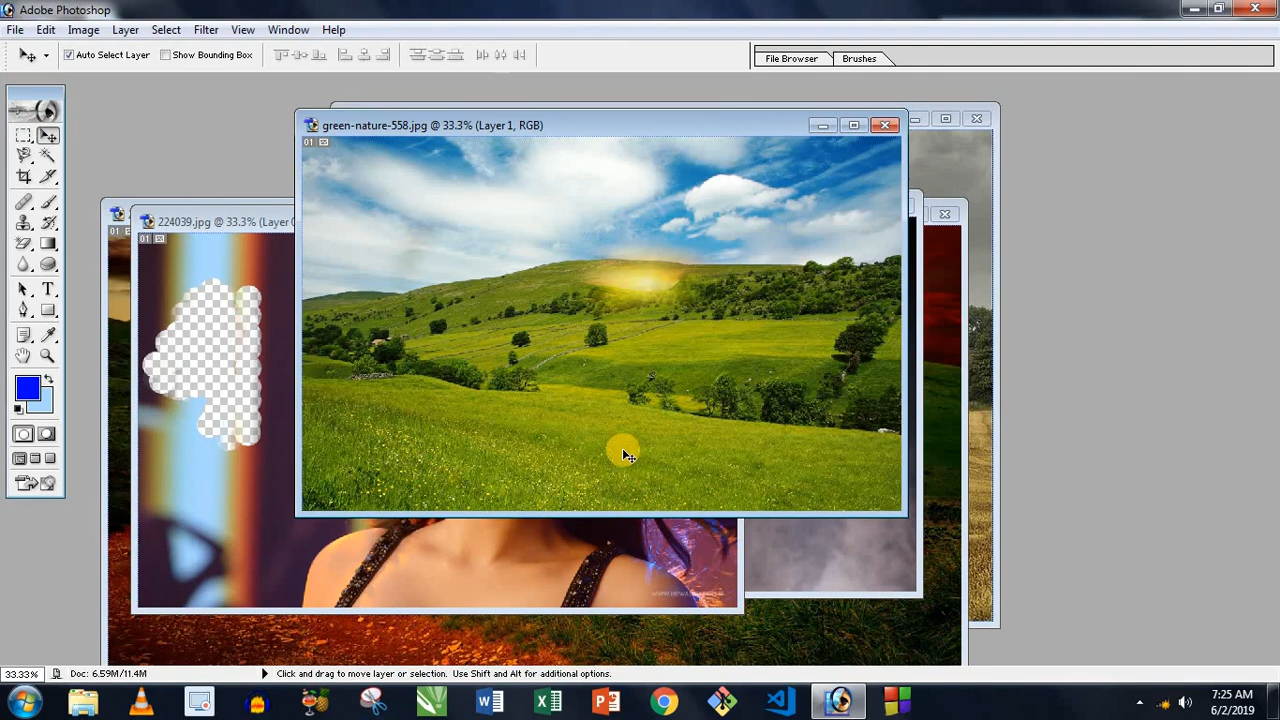 Adobe Photoshop
File Edit Image Layer Select Filter View Window Help
Auto Select Layer Show Bounding Box
File Browser Brushes
green-nature-558.jpg @ 33.3% (Layer 1, RGB)
01
224039.jpg @ 33.3% (Layer
01
01
33.33% Doc: 6.59M/11.4M Click and drag to move layer or selection. Use Shift and Alt for additional options.
7:25 AM
6/2/2019